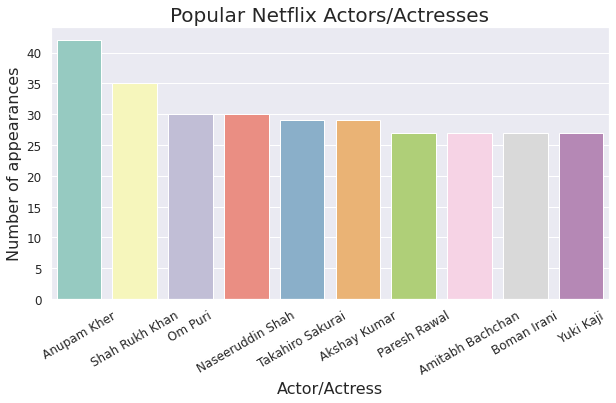 Popular Netflix Actors/Actresses
Number of appearances
40
35
30
25
20
15
10
5
0
Anupam Kher
Shah Rukh Khan
Om Puri
Naseeruddin Shah
Takahiro Sakurai
Akshay Kumar
Paresh Rawal
Amitabh Bachchan
Boman Irani
Yuki Kaji
Actor/Actress